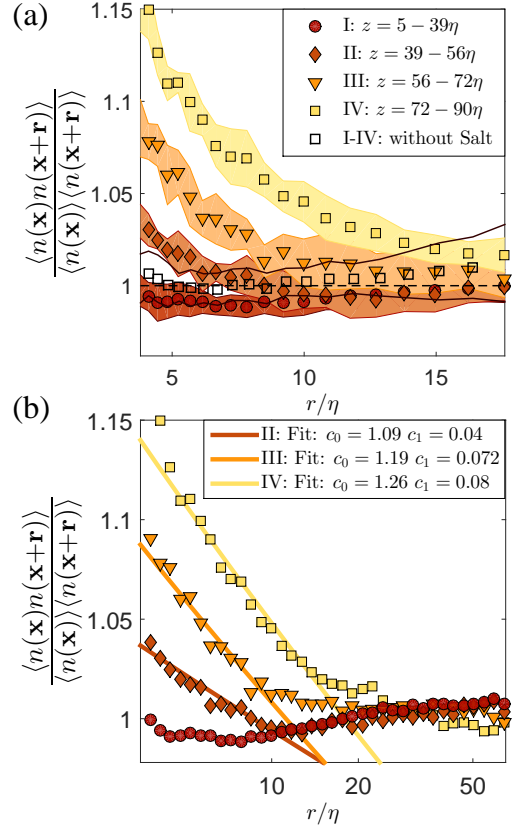 (a)
1.15
1.1
1.05
1
⟨n(x)n(x+r)⟩
⟨n(x)⟩⟨n(x+r)⟩
I: z = 5 − 39η
II: z = 39 − 56η
III: z = 56 − 72η
IV: z = 72 − 90η
I-IV: without Salt
5 10 15
r/η
(b)
1.15
1.1
1.05
1
⟨n(x)n(x+r)⟩
⟨n(x)⟩⟨n(x+r)⟩
II: Fit: c₀ = 1.09 c₁ = 0.04
III: Fit: c₀ = 1.19 c₁ = 0.072
IV: Fit: c₀ = 1.26 c₁ = 0.08
10 20 50
r/η